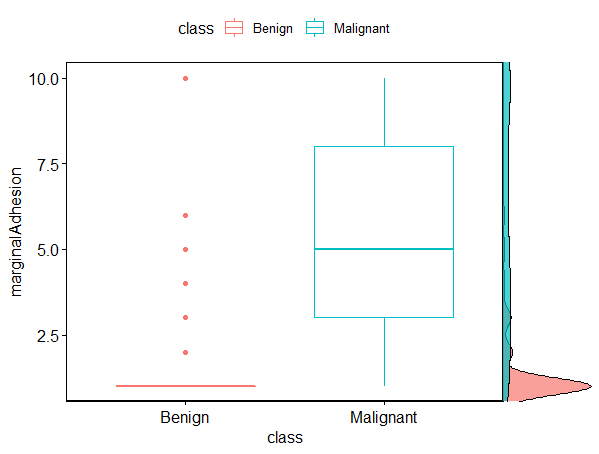 class Benign Malignant
10.0
7.5
5.0
2.5
marginalAdhesion
Benign Malignant
class